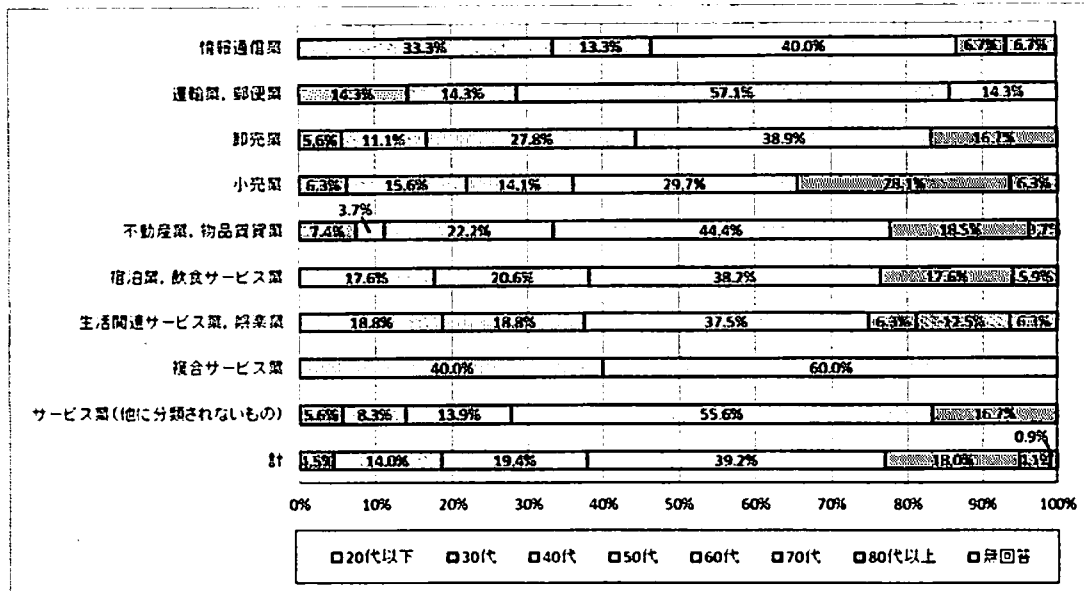 情報通信業 33.3% 13.3% 40.0% 6.7% 6.7%
運輸業, 郵便業 14.3% 14.3% 57.1% 14.3%
卸売業 5.6% 11.1% 27.8% 38.9% 16.7%
小売業 6.3% 15.6% 14.1% 29.7% 28.1% 6.3%
3.7%
不動産業, 物品賃貸業 7.4% 22.2% 44.4% 18.5%
宿泊業, 飲食サービス業 17.6% 20.6% 38.2% 17.6% 5.9%
生活関連サービス業, 娯楽業 18.8% 18.8% 37.5% 6.3% 12.5% 6.3%
複合サービス業 40.0% 60.0%
サービス業(他に分類されないもの) 5.6% 8.3% 13.9% 55.6% 16.7%
0.9%
計 14.0% 19.4% 39.2% 18.0%
0% 10% 20% 30% 40% 50% 60% 70% 80% 90% 100%
20代以下 30代 40代 50代 60代 70代 80代以上 無回答